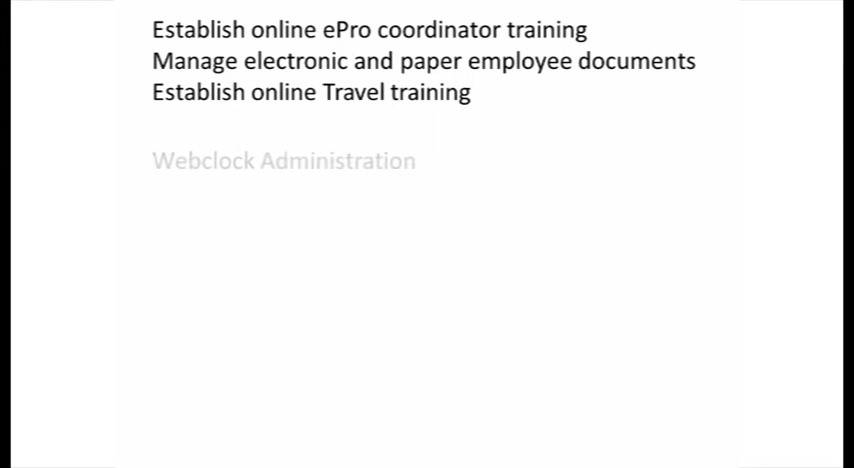 Establish online ePro coordinator training
Manage electronic and paper employee documents
Establish online Travel training
Webclock Administration